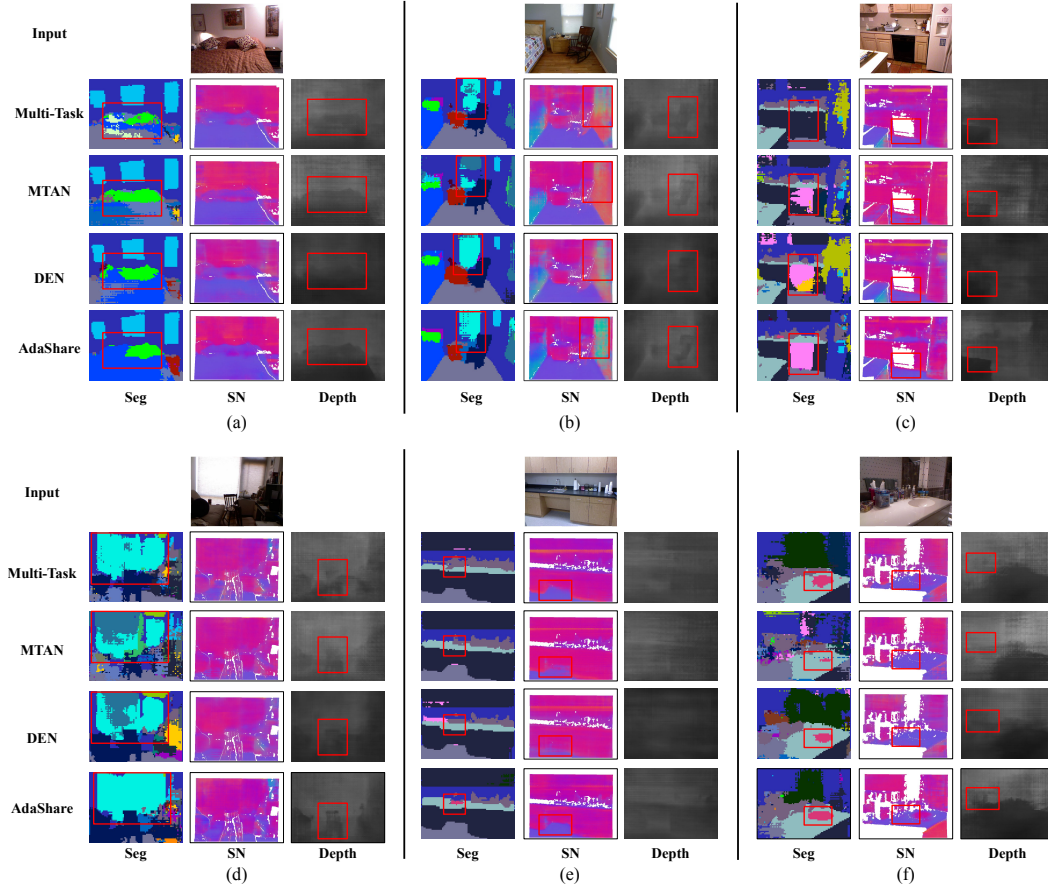 Input
Multi-Task
MTAN
DEN
AdaShare
Seg SN Depth Seg SN Depth Seg SN Depth
(a) (b) (c)
Input
Multi-Task
MTAN
DEN
AdaShare
Seg SN Depth Seg SN Depth Seg SN Depth
(d) (e) (f)